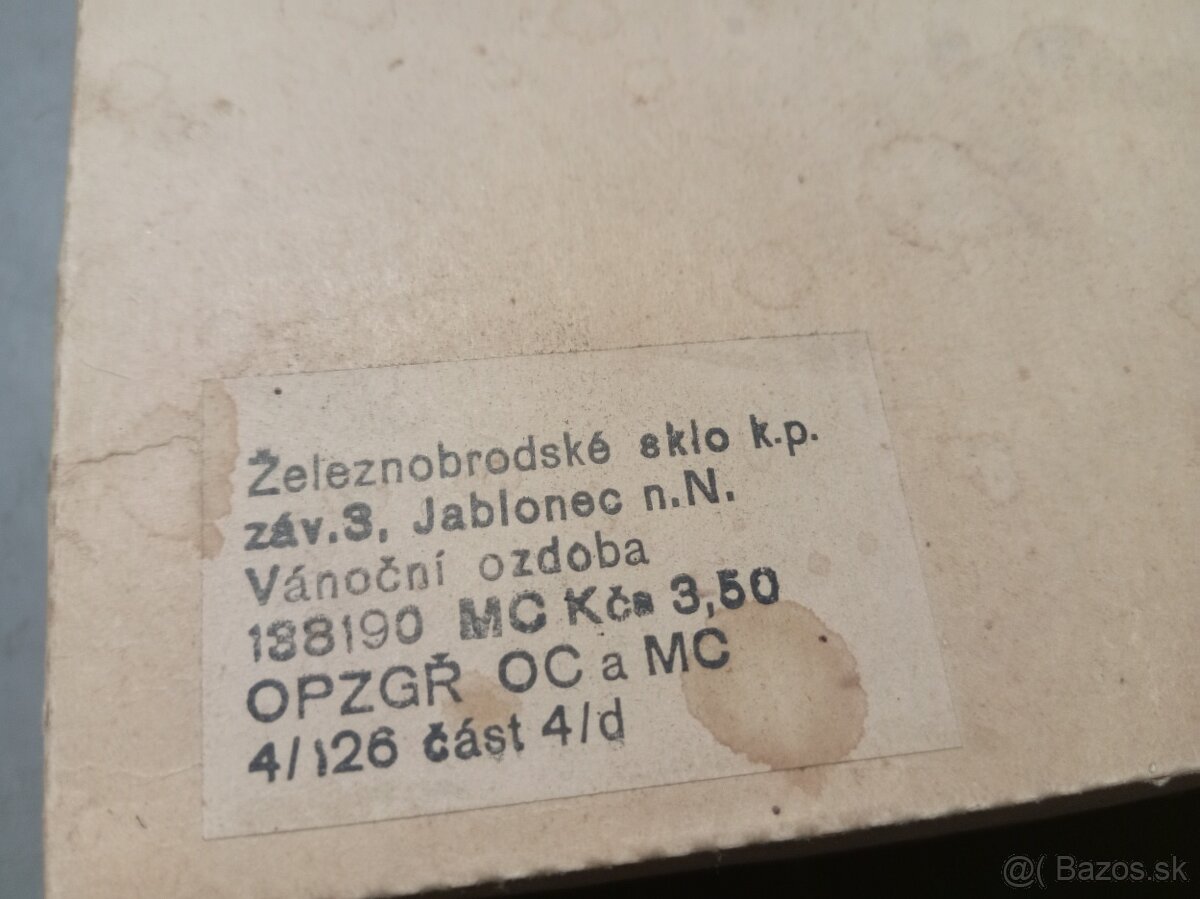 Železnobrodské sklo k.p.
záv.3, Jablonec n.N.
Vánoční ozdoba
138190 MC Kčs 3,50
OPZGŘ OC a MC
4/126 část 4/d
@( Bazos.sk